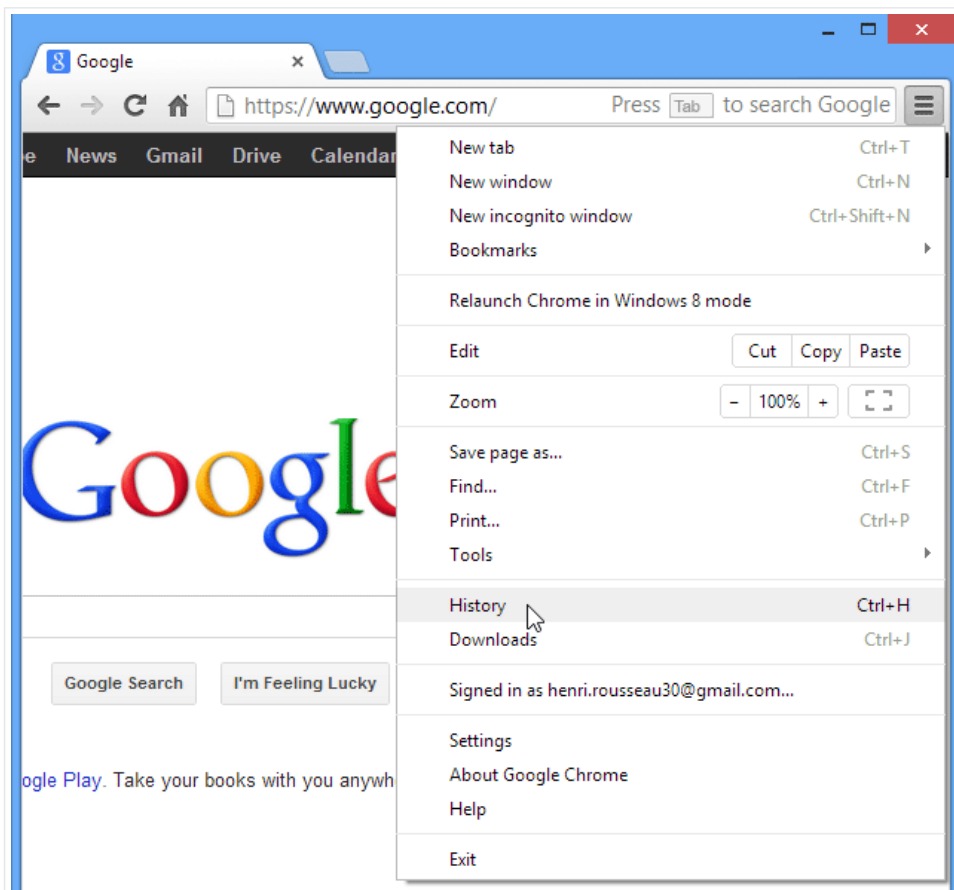 Google
https://www.google.com/ Press Tab to search Google
News Gmail Drive Calendar
New tab Ctrl+T
New window Ctrl+N
New incognito window Ctrl+Shift+N
Bookmarks
Relaunch Chrome in Windows 8 mode
Edit Cut Copy Paste
Zoom - 100% +
Google
Save page as... Ctrl+S
Find... Ctrl+F
Print... Ctrl+P
Tools
History Ctrl+H
Downloads Ctrl+J
Google Search I'm Feeling Lucky
Signed in as henri.rousseau30@gmail.com...
Settings
ogle Play. Take your books with you anywh
About Google Chrome
Help
Exit